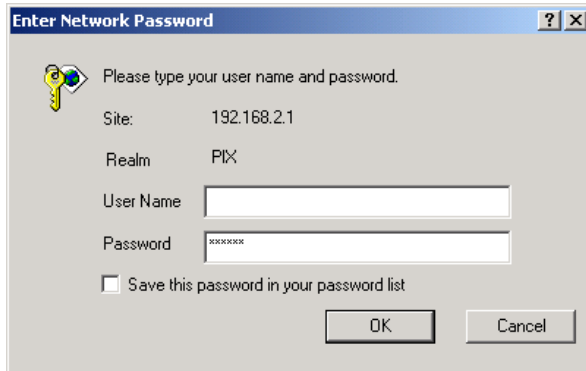 Enter Network Password
Please type your user name and password.
Site: 192.168.2.1
Realm PIX
User Name
Password ××××××
Save this password in your password list
OK Cancel